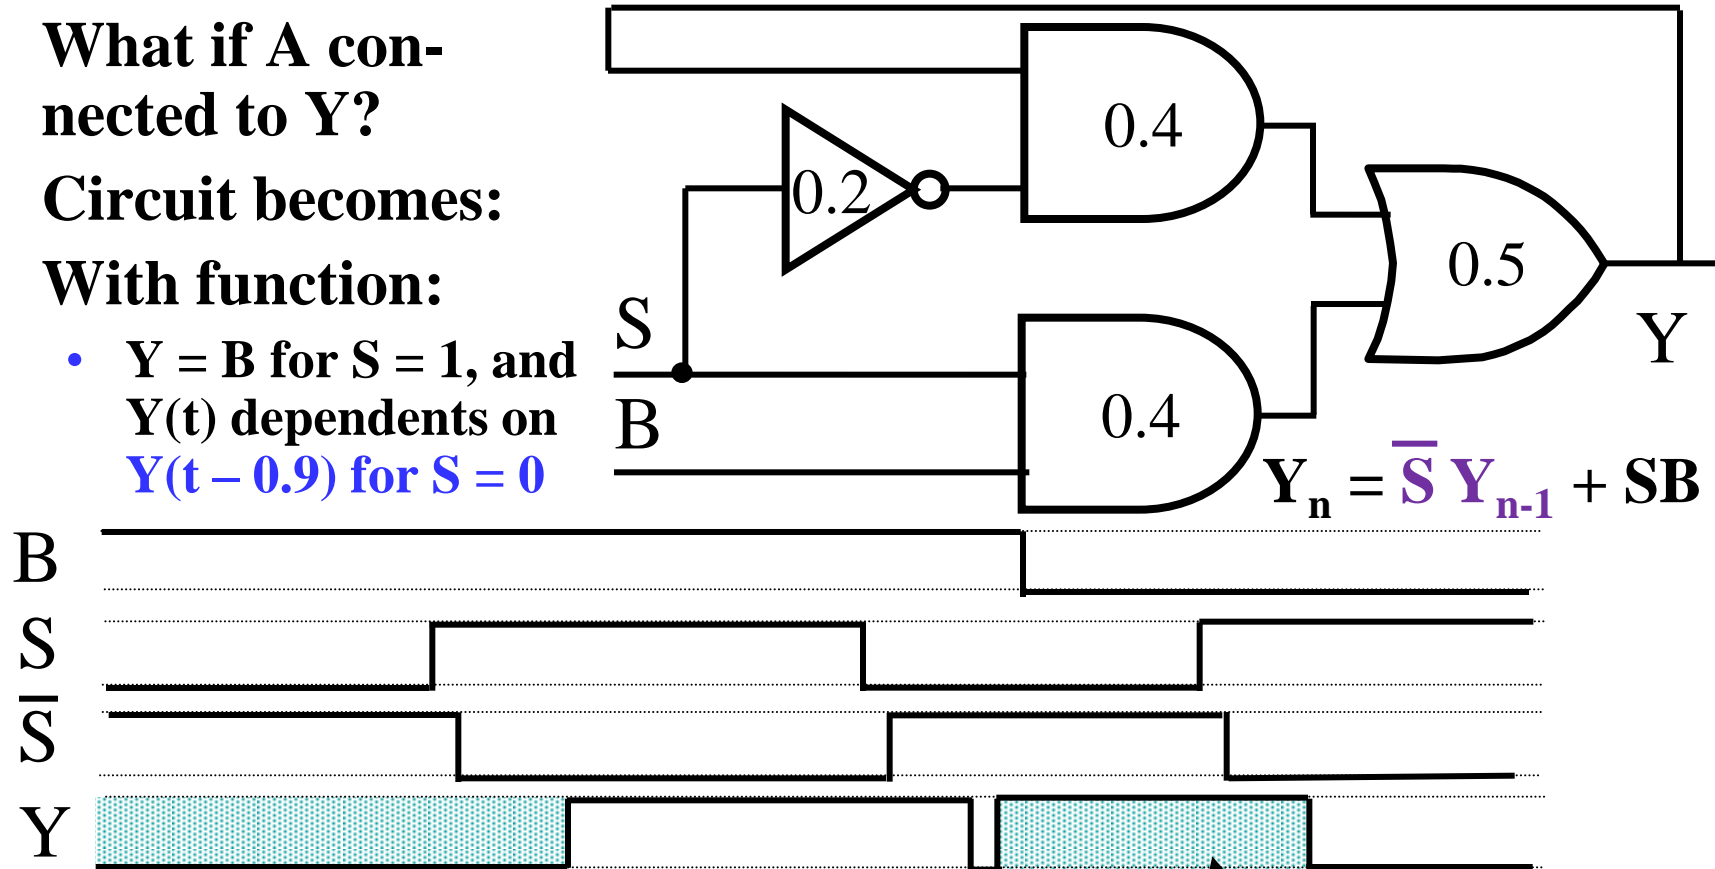 What if A con-
nected to Y?
Circuit becomes:
With function:
• Y = B for S = 1, and
Y(t) dependents on
Y(t – 0.9) for S = 0
0.4
0.2
0.5
S
B
0.4
Y
Yₙ = S̅ Yₙ₋₁ + SB
B
S
S̅
Y